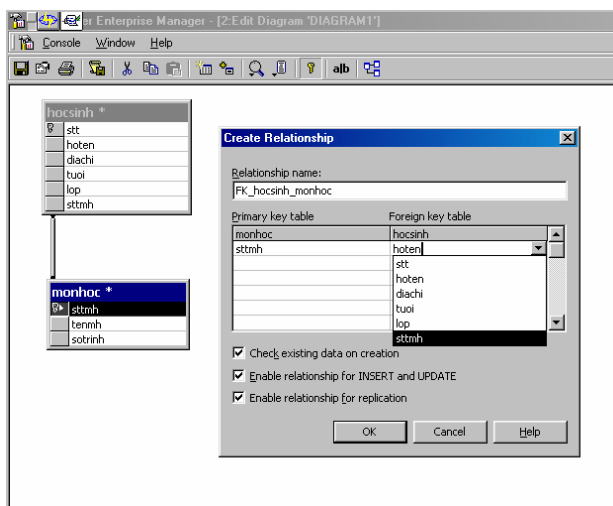 er Enterprise Manager - [2:Edit Diagram 'DIAGRAM1']
Console Window Help
alb
hocsinh *
stt
hoten
diachi
tuoi
lop
sttmh
monhoc *
sttmh
tenmh
sotrinh
Create Relationship
Relationship name:
FK_hocsinh_monhoc
Primary key table Foreign key table
monhoc hocsinh
sttmh hoten
stt
hoten
diachi
tuoi
lop
sttmh
Check existing data on creation
Enable relationship for INSERT and UPDATE
Enable relationship for replication
OK Cancel Help